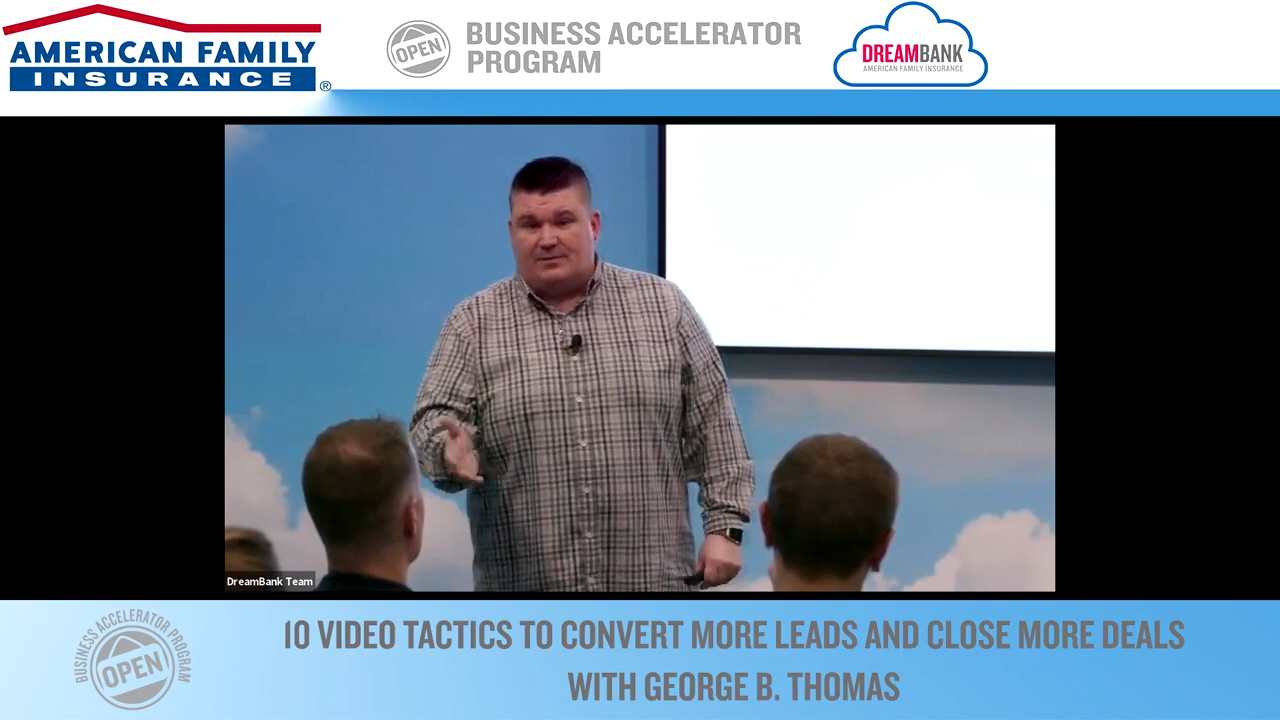 AMERICAN FAMILY
INSURANCE ®
OPEN
BUSINESS ACCELERATOR
PROGRAM
DREAMBANK
AMERICAN FAMILY INSURANCE
DreamBank Team
BUSINESS ACCELERATOR PROGRAM
OPEN
10 VIDEO TACTICS TO CONVERT MORE LEADS AND CLOSE MORE DEALS
WITH GEORGE B. THOMAS